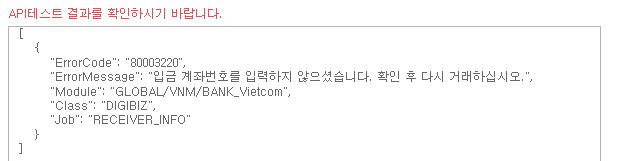 API테스트 결과를 확인하시기 바랍니다.
[
{
"ErrorCode": "80003220",
"ErrorMessage": "입금 계좌번호를 입력하지 않으셨습니다. 확인 후 다시 거래하십시오.",
"Module": "GLOBAL/VNM/BANK_Vietcom",
"Class": "DIGIBIZ",
"Job": "RECEIVER_INFO"
}
]